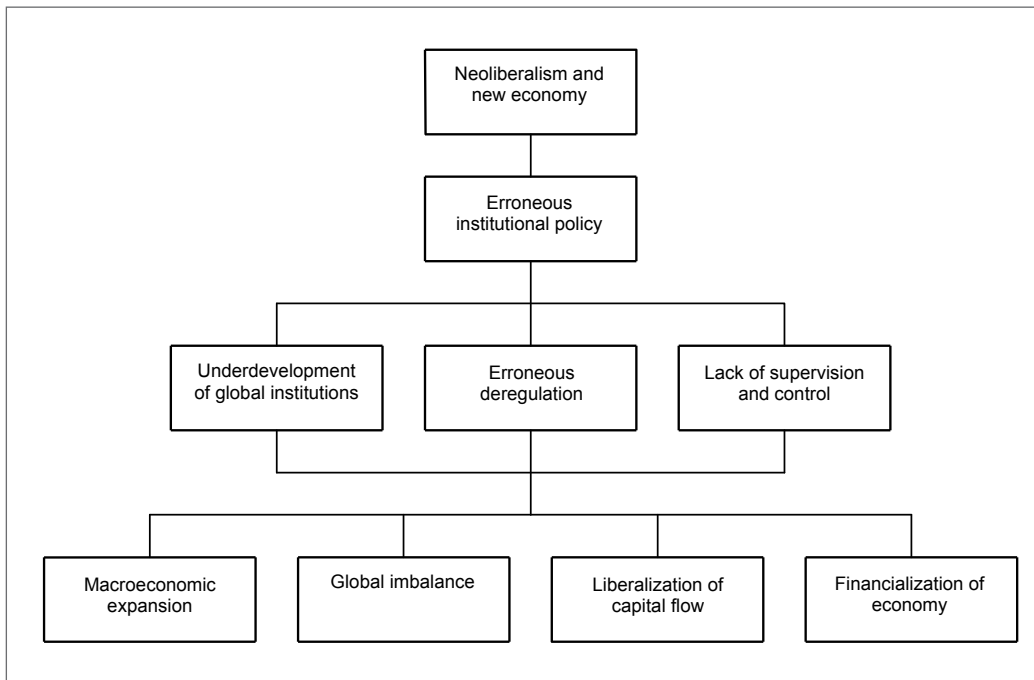 Neoliberalism and
new economy
Erroneous
institutional policy
Underdevelopment
of global institutions
Erroneous
deregulation
Lack of supervision
and control
Macroeconomic
expansion
Global imbalance
Liberalization of
capital flow
Financialization of
economy